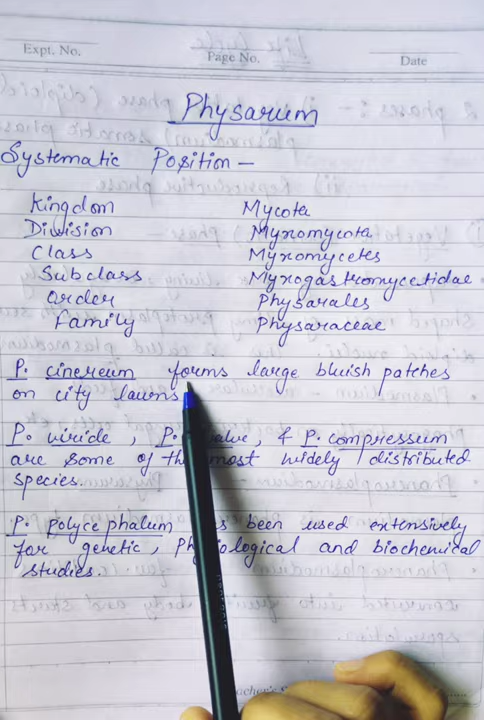 Expt. No.
Page No.
Date
Physarum
Systematic Position –
Kingdom Mycota
Division Myxomycota
Class Myxomycetes
Subclass Myxogastromycetidae
Order Physarales
Family Physaraceae
P. cinereum forms large bluish patches
on city lawns
P. viride, P. & P. compressum
are some of the most widely distributed
species.
P. polycephalum been used extensively
for genetic, physiological and biochemical
studies.